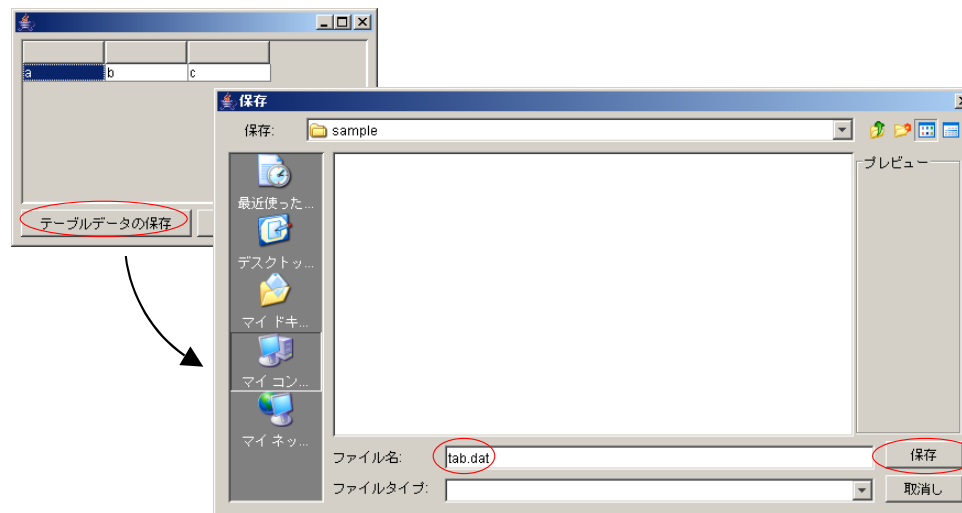 a b c
テーブルデータの保存
保存
保存: sample
プレビュー
最近使った...
デスクトッ...
マイ ドキ...
マイ コン...
マイ ネッ...
ファイル名: tab.dat 保存
ファイルタイプ: 取消し